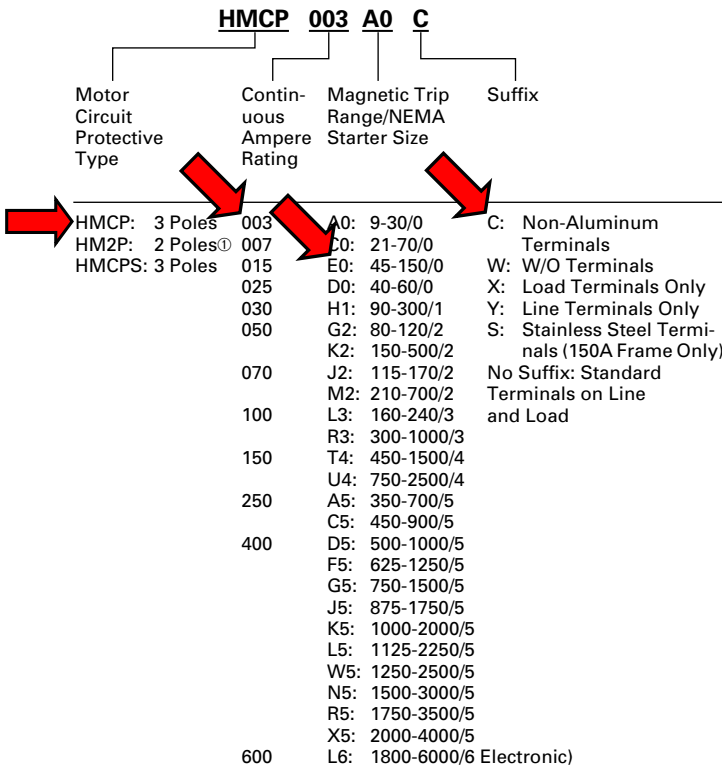 HMCP 003 A0 C
Motor Circuit Protective Type
Contin-
uous
Ampere
Rating
Magnetic Trip
Range/NEMA
Starter Size
Suffix
HMCP: 3 Poles 003 A0: 9-30/0 C: Non-Aluminum
HM2P: 2 Poles① 007 C0: 21-70/0 Terminals
HMCPS: 3 Poles 015 E0: 45-150/0 W: W/O Terminals
025 D0: 40-60/0 X: Load Terminals Only
030 H1: 90-300/1 Y: Line Terminals Only
050 G2: 80-120/2 S: Stainless Steel Termi-
K2: 150-500/2 nals (150A Frame Only)
070 J2: 115-170/2 No Suffix: Standard
M2: 210-700/2 Terminals on Line
100 L3: 160-240/3 and Load
R3: 300-1000/3
150 T4: 450-1500/4
U4: 750-2500/4
250 A5: 350-700/5
C5: 450-900/5
400 D5: 500-1000/5
F5: 625-1250/5
G5: 750-1500/5
J5: 875-1750/5
K5: 1000-2000/5
L5: 1125-2250/5
W5: 1250-2500/5
N5: 1500-3000/5
R5: 1750-3500/5
X5: 2000-4000/5
600 L6: 1800-6000/6 Electronic)